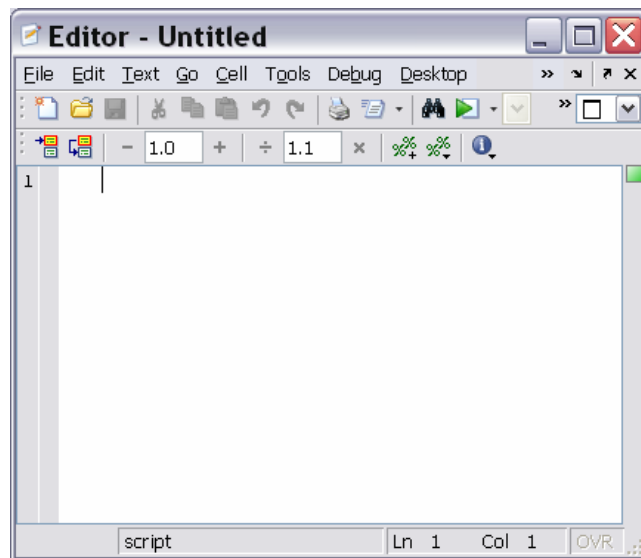 Editor - Untitled
File Edit Text Go Cell Tools Debug Desktop »
»
− 1.0 + ÷ 1.1 ×
1
script Ln 1 Col 1 OVR